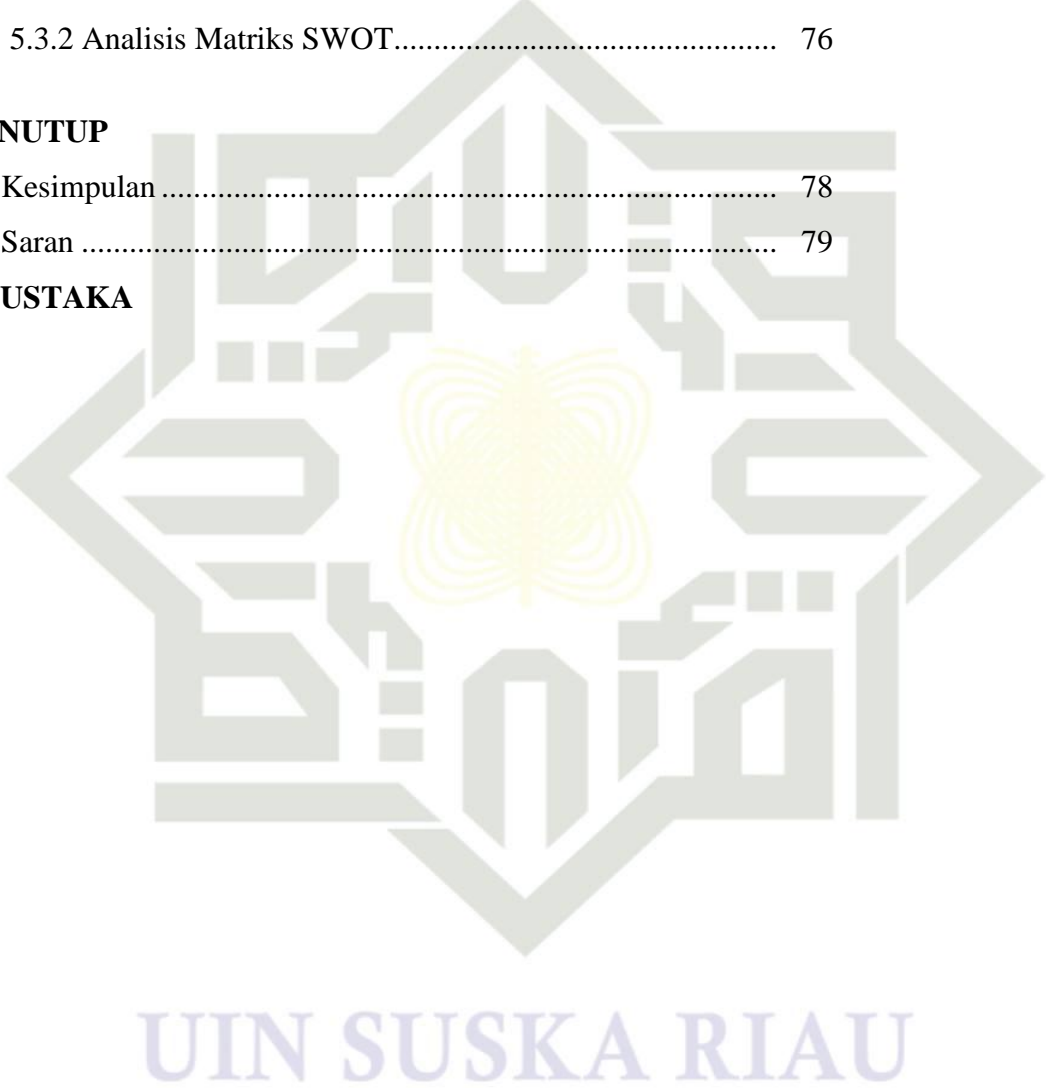 5.3.2 Analisis Matriks SWOT................................................ 76
NUTUP
Kesimpulan ............................................................................. 78
Saran ....................................................................................... 79
USTAKA
UIN SUSKA RIAU